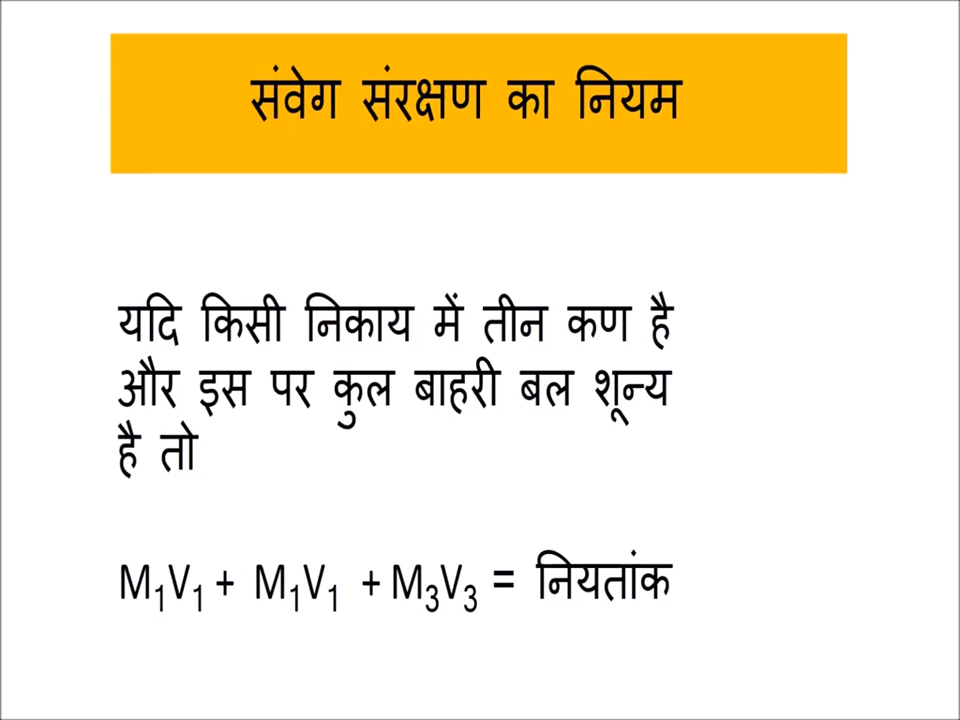 संवेग संरक्षण का नियम
यदि किसी निकाय में तीन कण है
और इस पर कुल बाहरी बल शून्य
है तो
M₁V₁ + M₁V₁ + M₃V₃ = नियतांक